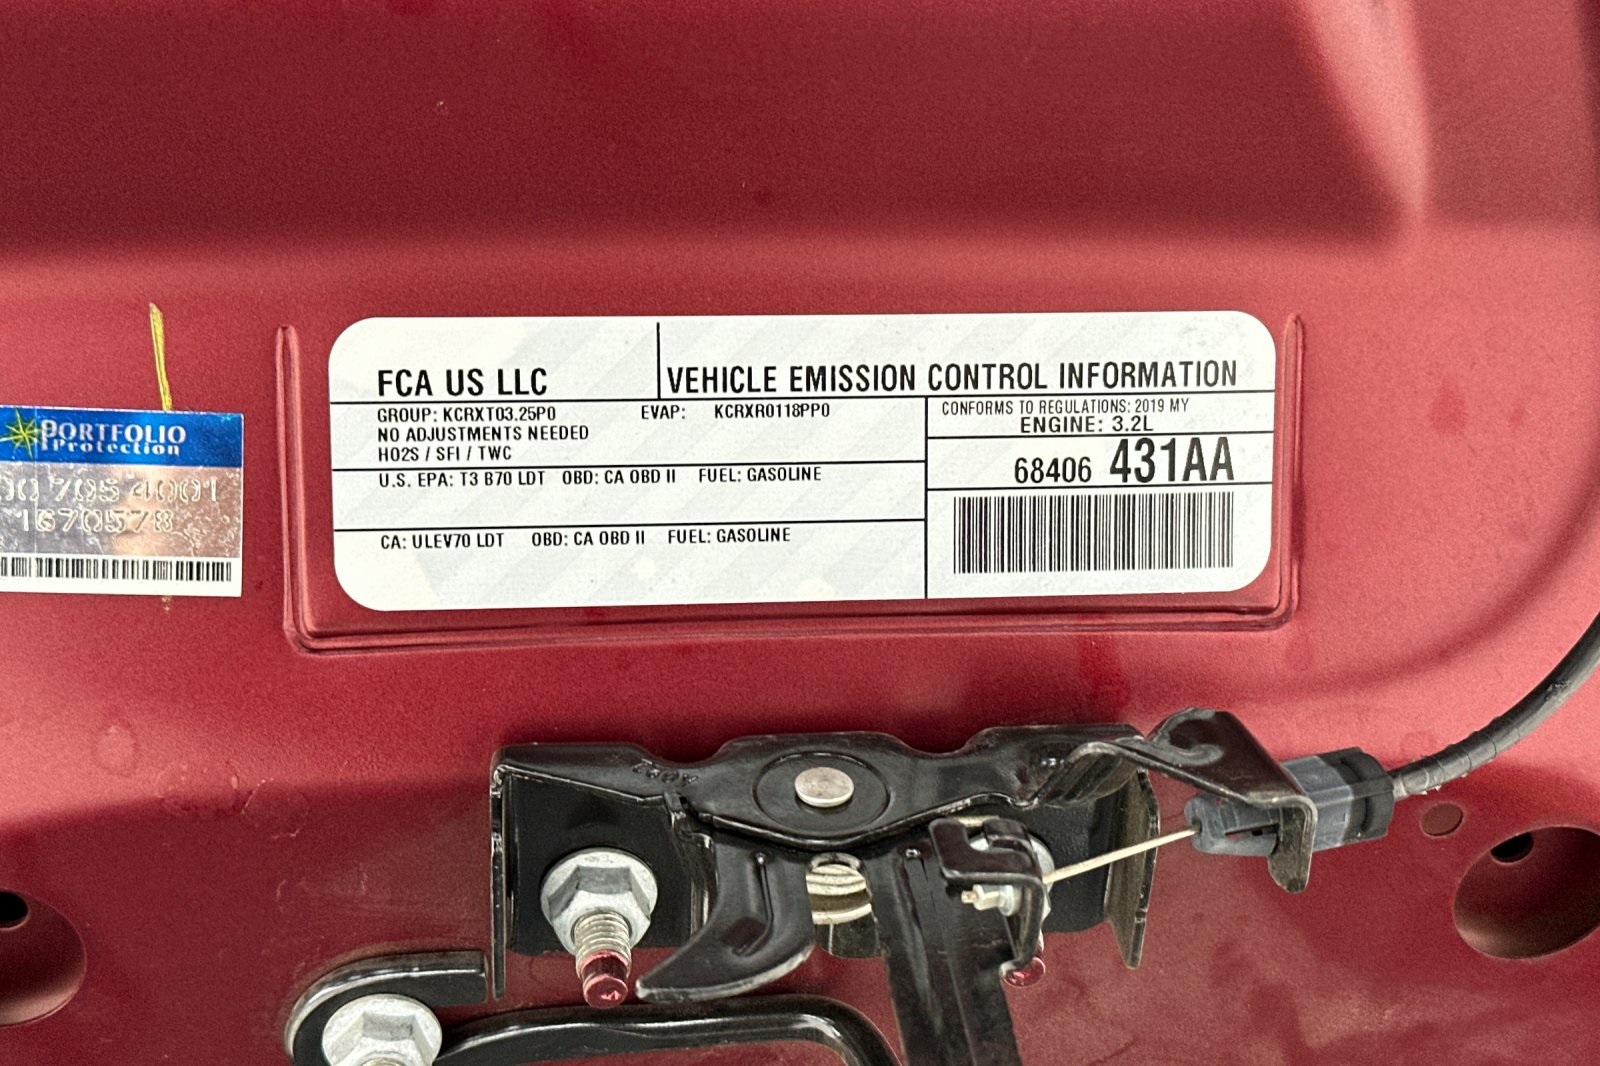 FCA US LLC
VEHICLE EMISSION CONTROL INFORMATION
GROUP: KCRXT03.25P0 EVAP: KCRXR0118PP0
NO ADJUSTMENTS NEEDED
HO2S / SFI / TWC
U.S. EPA: T3 B70 LDT OBD: CA OBD II FUEL: GASOLINE
CA: ULEV70 LDT OBD: CA OBD II FUEL: GASOLINE
CONFORMS TO REGULATIONS: 2019 MY
ENGINE: 3.2L
68406 431AA
PORTFOLIO
Protection
1670578